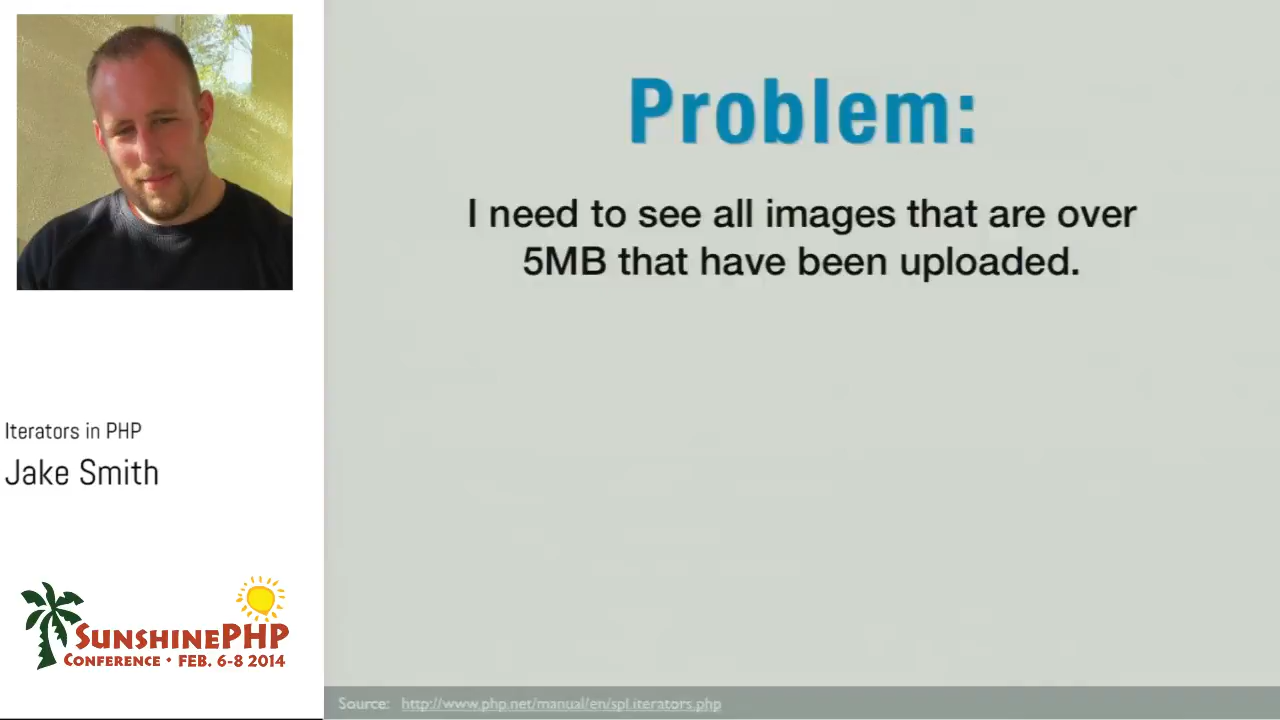 Problem:
I need to see all images that are over
5MB that have been uploaded.
Iterators in PHP
Jake Smith
SUNSHINEPHP
CONFERENCE • FEB. 6-8 2014
Source: http://www.php.net/manual/en/spl.iterators.php